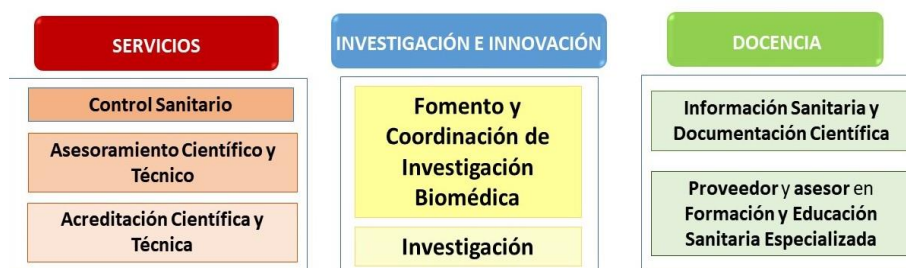 SERVICIOS
Control Sanitario
Asesoramiento Científico y
Técnico
Acreditación Científica y
Técnica
INVESTIGACIÓN E INNOVACIÓN
Fomento y
Coordinación de
Investigación
Biomédica
Investigación
DOCENCIA
Información Sanitaria y
Documentación Científica
Proveedor y asesor en
Formación y Educación
Sanitaria Especializada